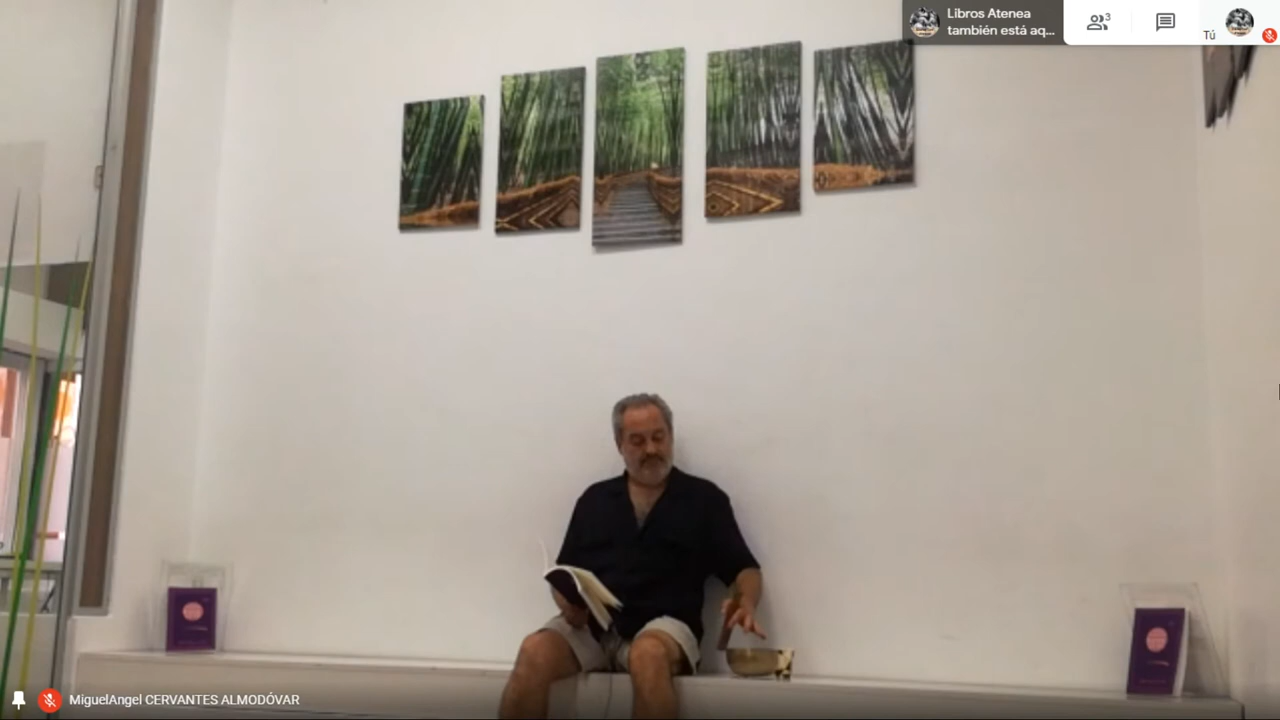 Libros Atenea
también está aq...
3
Tú
MiguelAngel CERVANTES ALMODÓVAR